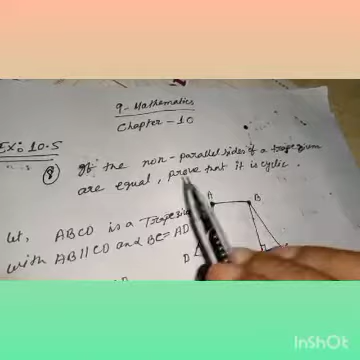 9-Mathematics
Chapter-10
Ex: 10.5
(8) If the non-parallel sides of a trapezium
are equal, prove that it is cyclic.
Let, ABCD is a
with AB||CD and BC=AD
A B
D
InShOt